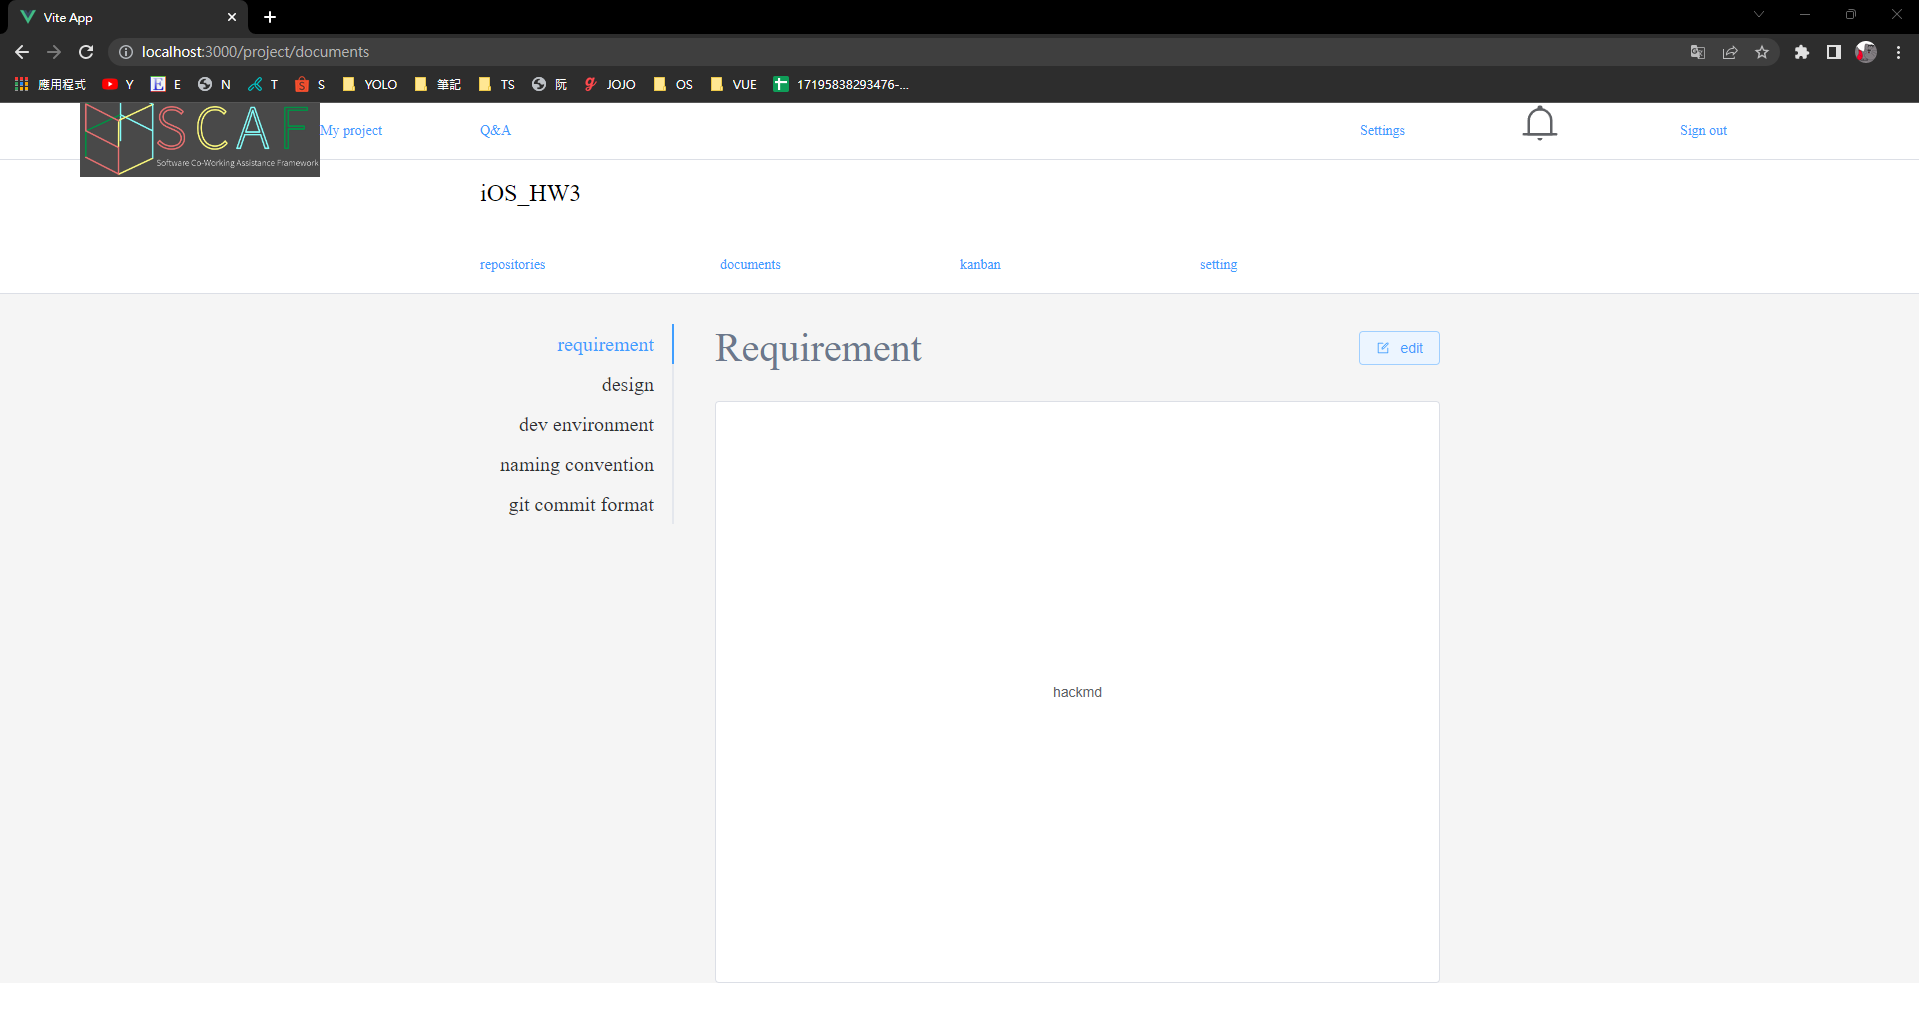 Vite App
localhost:3000/project/documents
應用程式 Y E N T S YOLO 筆記 TS 阮 JOJO OS VUE 17195838293476-...
SCAF
Software Co-Working Assistance Framework
My project Q&A Settings Sign out
iOS_HW3
repositories documents kanban setting
requirement
design
dev environment
naming convention
git commit format
Requirement
edit
hackmd